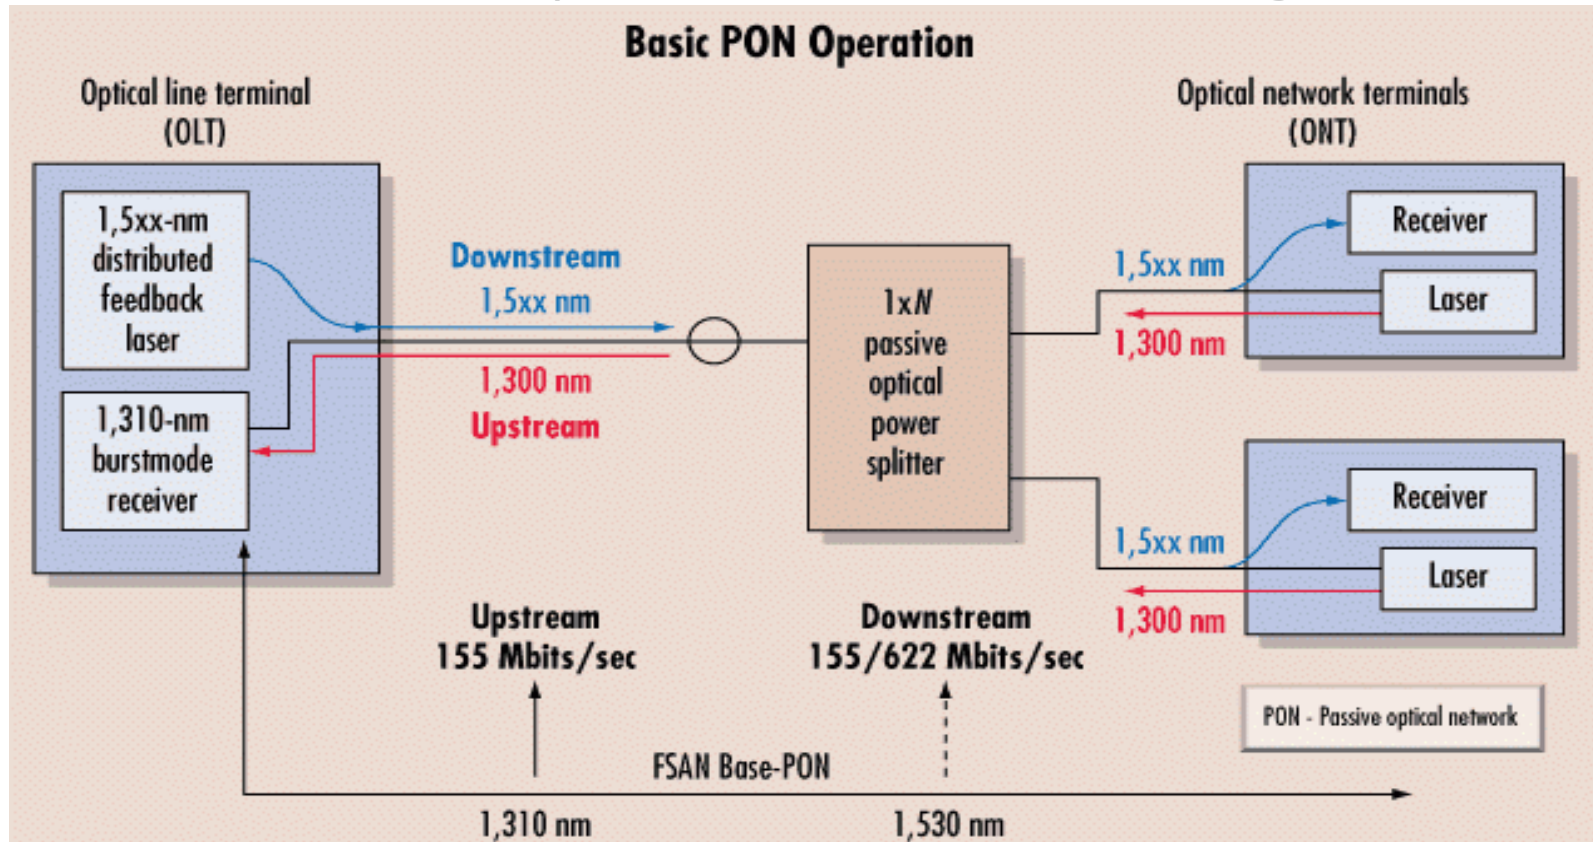 Basic PON Operation
Optical line terminal
(OLT)
Optical network terminals
(ONT)
1,5xx-nm
distributed
feedback
laser
1,310-nm
burstmode
receiver
Downstream
1,5xx nm
1,300 nm
Upstream
1xN
passive
optical
power
splitter
1,5xx nm
1,300 nm
Receiver
Laser
1,5xx nm
1,300 nm
Receiver
Laser
Upstream
155 Mbits/sec
Downstream
155/622 Mbits/sec
PON - Passive optical network
FSAN Base-PON
1,310 nm
1,530 nm